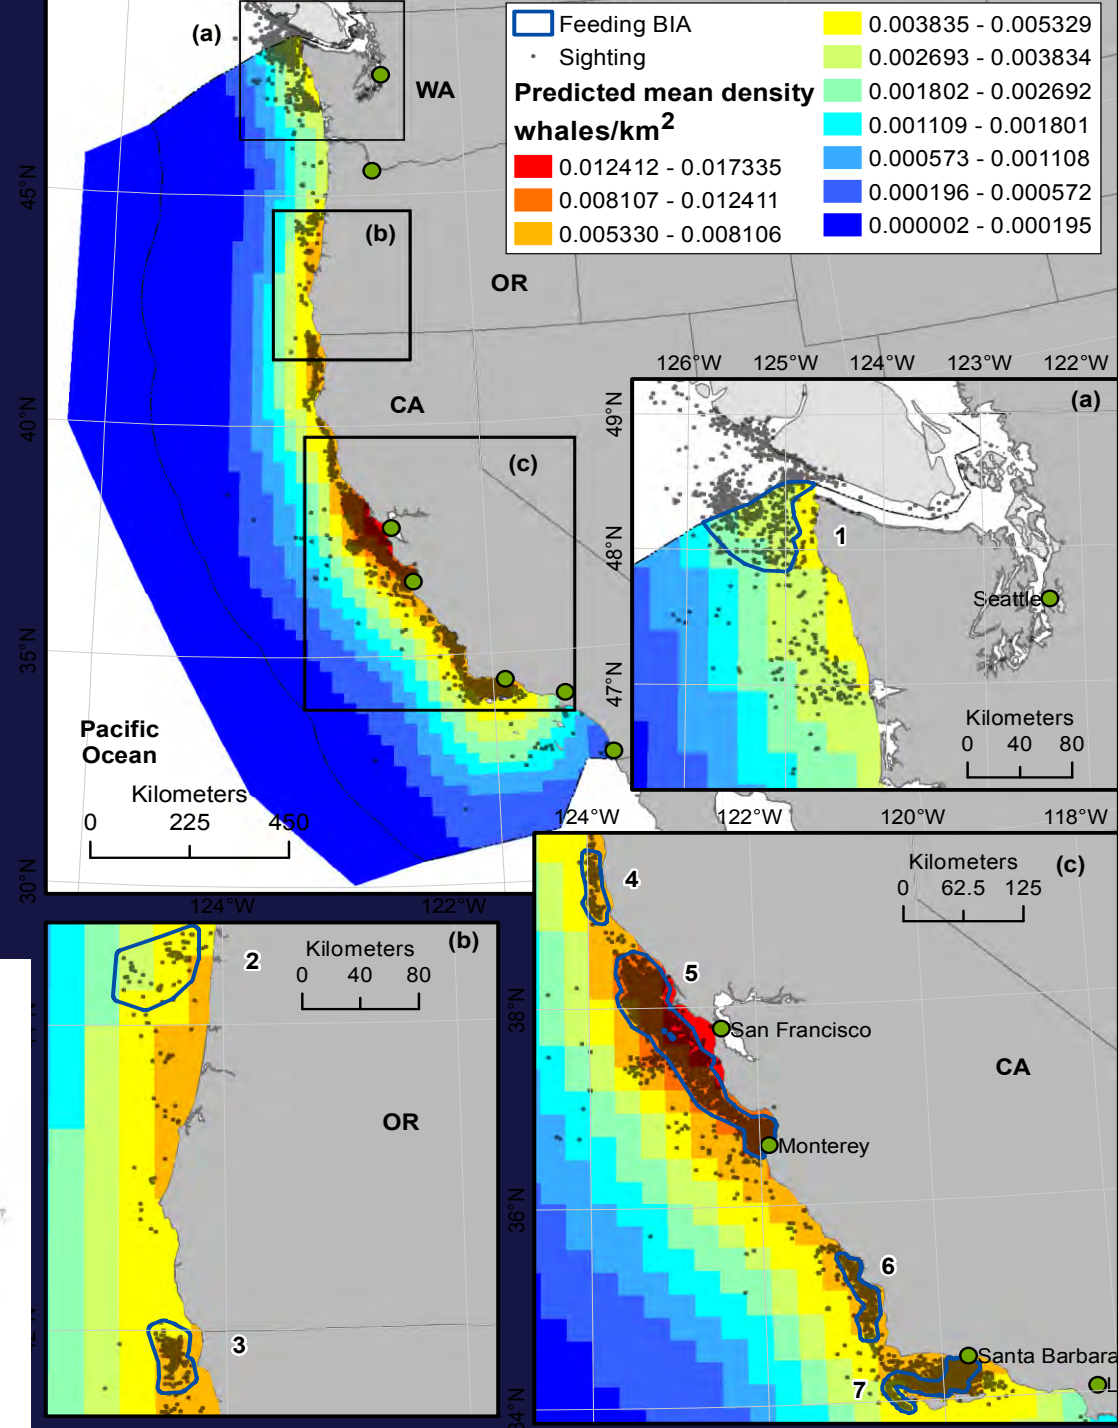 (a)
WA
45°N
(b)
OR
40°N
CA
(c)
35°N
Pacific
Ocean
Kilometers
0 225 450
30°N
Feeding BIA
Sighting
Predicted mean density
whales/km2
0.012412 - 0.017335
0.008107 - 0.012411
0.005330 - 0.008106
0.003835 - 0.005329
0.002693 - 0.003834
0.001802 - 0.002692
0.001109 - 0.001801
0.000573 - 0.001108
0.000196 - 0.000572
0.000002 - 0.000195
126°W 125°W 124°W 123°W 122°W
(a)
49°N
1
48°N
Seattle
47°N
Kilometers
0 40 80
124°W 122°W
(b)
2
Kilometers
0 40 80
OR
3
124°W 122°W 120°W 118°W
Kilometers
(c)
0 62.5 125
4
5
38°N
San Francisco
CA
Monterey
36°N
6
Santa Barbara
7
34°N